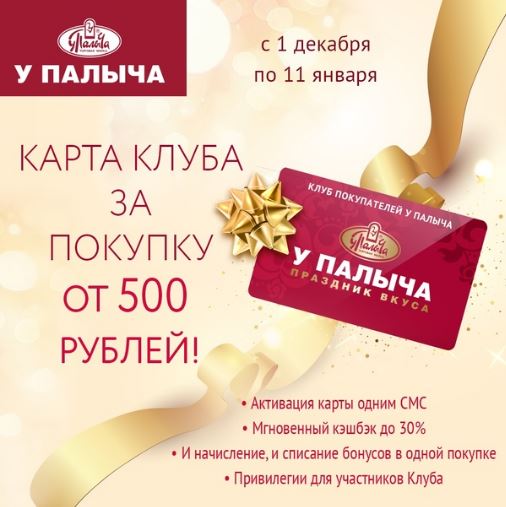 у Палыча
ТОРГОВАЯ МАРКА
У ПАЛЫЧА
с 1 декабря
по 11 января
КАРТА КЛУБА
ЗА
ПОКУПКУ
от 500
РУБЛЕЙ!
КЛУБ ПОКУПАТЕЛЕЙ У ПАЛЫЧА
у Палыча
У ПАЛЫЧА
ПРАЗДНИК ВКУСА
• Активация карты одним СМС
• Мгновенный кэшбэк до 30%
• И начисление, и списание бонусов в одной покупке
• Привилегии для участников Клуба